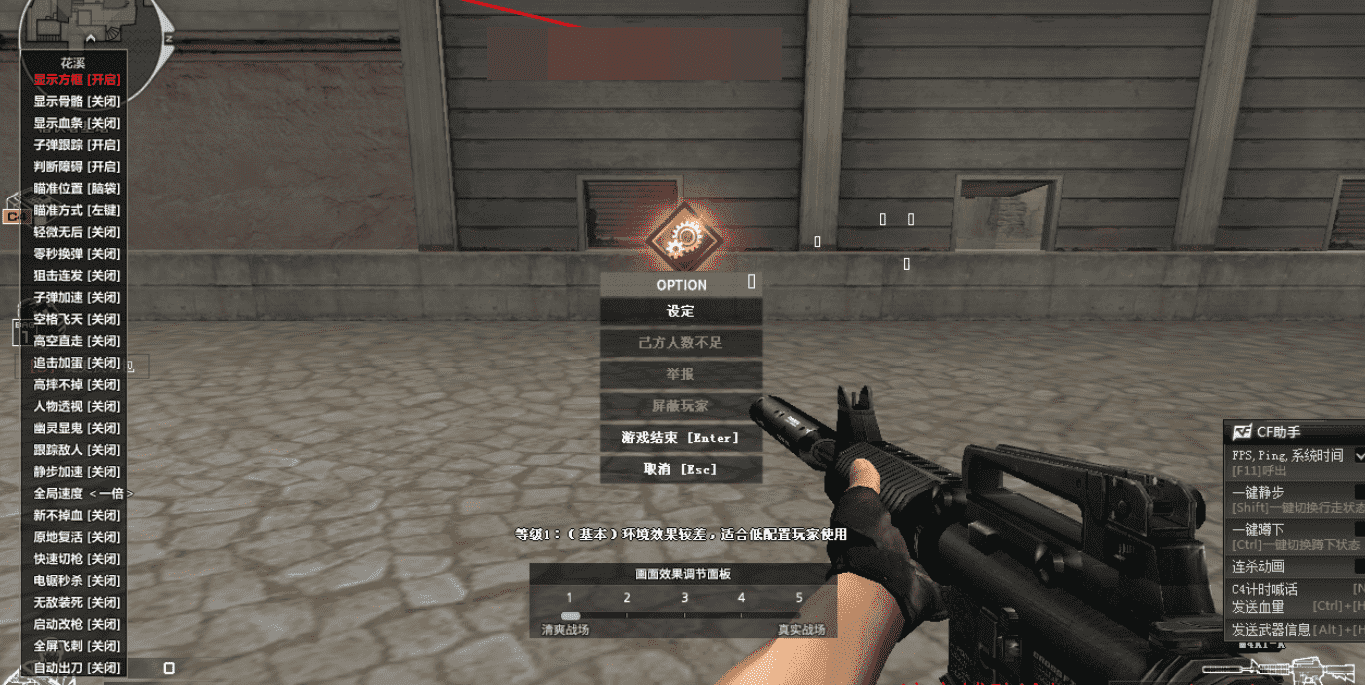 花溪
显示方框 [开启]
显示骨骼 [关闭]
显示血条 [关闭]
子弹跟踪 [开启]
判断障碍 [开启]
瞄准位置 [脑袋]
瞄准方式 [左键]
轻微无后 [关闭]
零秒换弹 [关闭]
狙击连发 [关闭]
子弹加速 [关闭]
空格飞天 [关闭]
高空直走 [关闭]
追击加蛋 [关闭]
高摔不掉 [关闭]
人物透视 [关闭]
幽灵显鬼 [关闭]
跟踪敌人 [关闭]
静步加速 [关闭]
全局速度 <一倍>
新不掉血 [关闭]
原地复活 [关闭]
快速切枪 [关闭]
电锯秒杀 [关闭]
无敌装死 [关闭]
启动改枪 [关闭]
全屏飞刺 [关闭]
自动出刀 [关闭]
N
C4
OPTION
设定
己方人数不足
举报
屏蔽玩家
游戏结束 [Enter]
取消 [Esc]
等级1：( 基本 ) 环境效果较差，适合低配置玩家使用
画面效果调节面板
1 2 3 4 5
清爽战场 真实战场
CF助手
FPS,Ping,系统时间
[F11]呼出
一键静步
[Shift]一键切换行走状态
一键蹲下
[Ctrl]一键切换蹲下状态
连杀动画
C4计时喊话 [N
发送血量 [Ctrl]+[H
发送武器信息[Alt]+[H